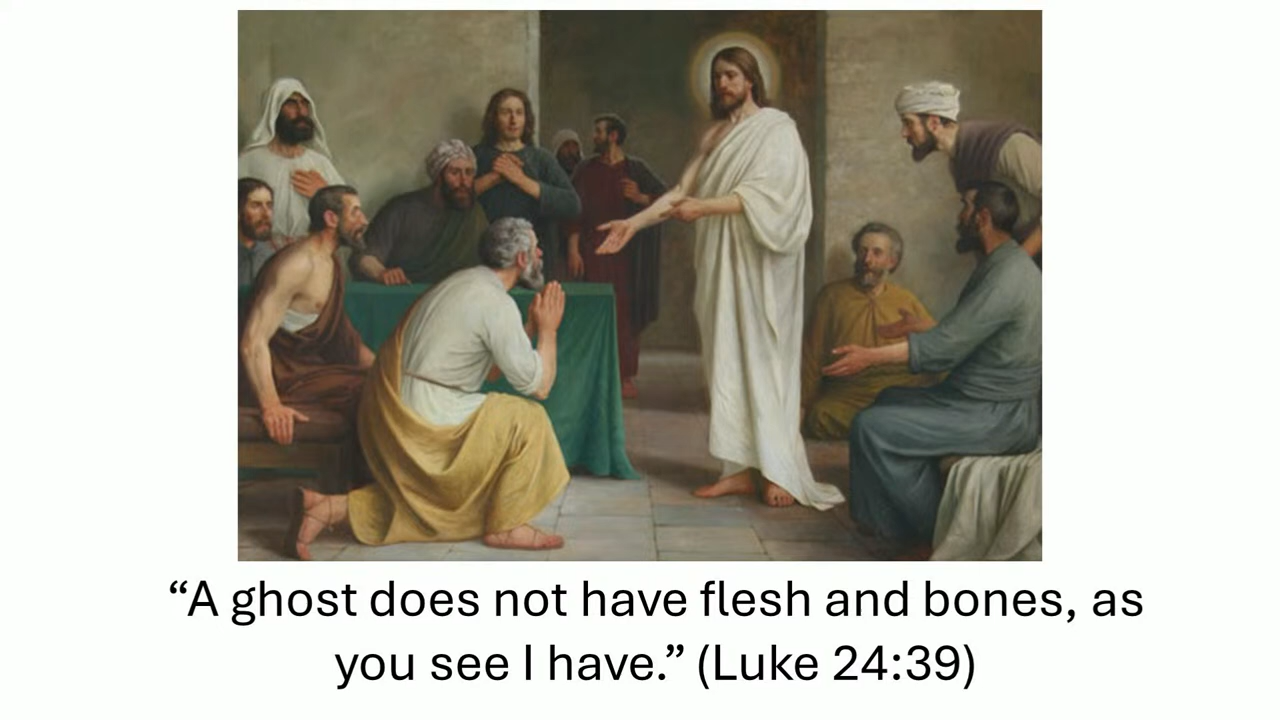 “A ghost does not have flesh and bones, as
you see I have.” (Luke 24:39)